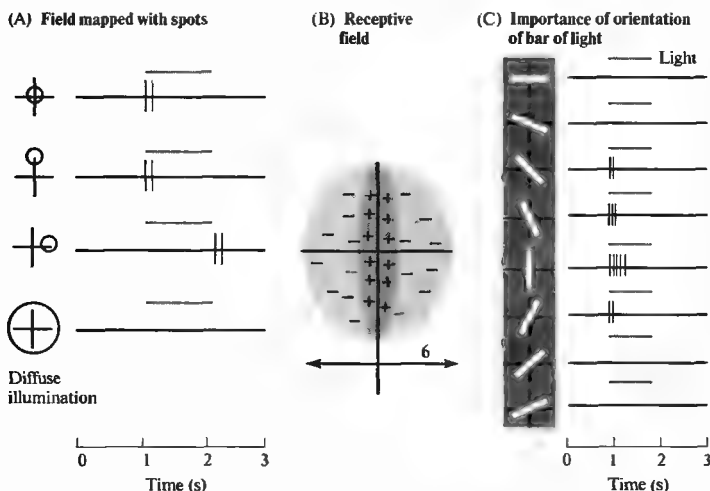 (A) Field mapped with spots
Diffuse
illumination
0 1 2 3
Time (s)
(B) Receptive
field
6
(C) Importance of orientation
of bar of light
Light
0 1 2 3
Time (s)